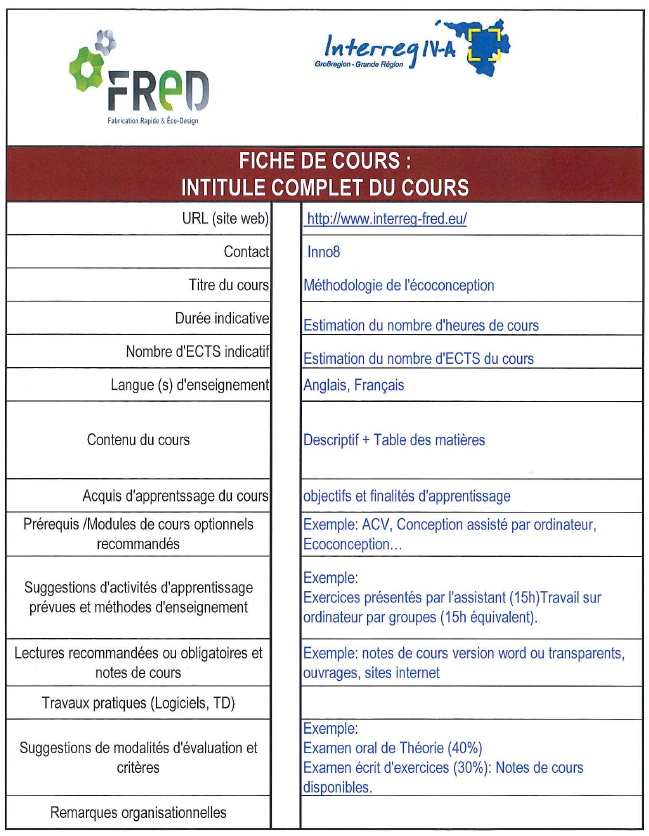 FRED
Fabrication Rapide & Éco-Design
Interreg IV-A
Großregion - Grande Région
FICHE DE COURS :
INTITULE COMPLET DU COURS
URL (site web)
http://www.interreg-fred.eu/
Contact
Inno8
Titre du cours
Méthodologie de l'écoconception
Durée indicative
Estimation du nombre d'heures de cours
Nombre d'ECTS indicatif
Estimation du nombre d'ECTS du cours
Langue (s) d'enseignement
Anglais, Français
Contenu du cours
Descriptif + Table des matières
Acquis d'apprentssage du cours
objectifs et finalités d'apprentissage
Prérequis /Modules de cours optionnels
recommandés
Exemple: ACV, Conception assisté par ordinateur,
Ecoconception...
Suggestions d'activités d'apprentissage
prévues et méthodes d'enseignement
Exemple:
Exercices présentés par l'assistant (15h)Travail sur
ordinateur par groupes (15h équivalent).
Lectures recommandées ou obligatoires et
notes de cours
Exemple: notes de cours version word ou transparents,
ouvrages, sites internet
Travaux pratiques (Logiciels, TD)
Suggestions de modalités d'évaluation et
critères
Exemple:
Examen oral de Théorie (40%)
Examen écrit d'exercices (30%): Notes de cours
disponibles.
Remarques organisationnelles